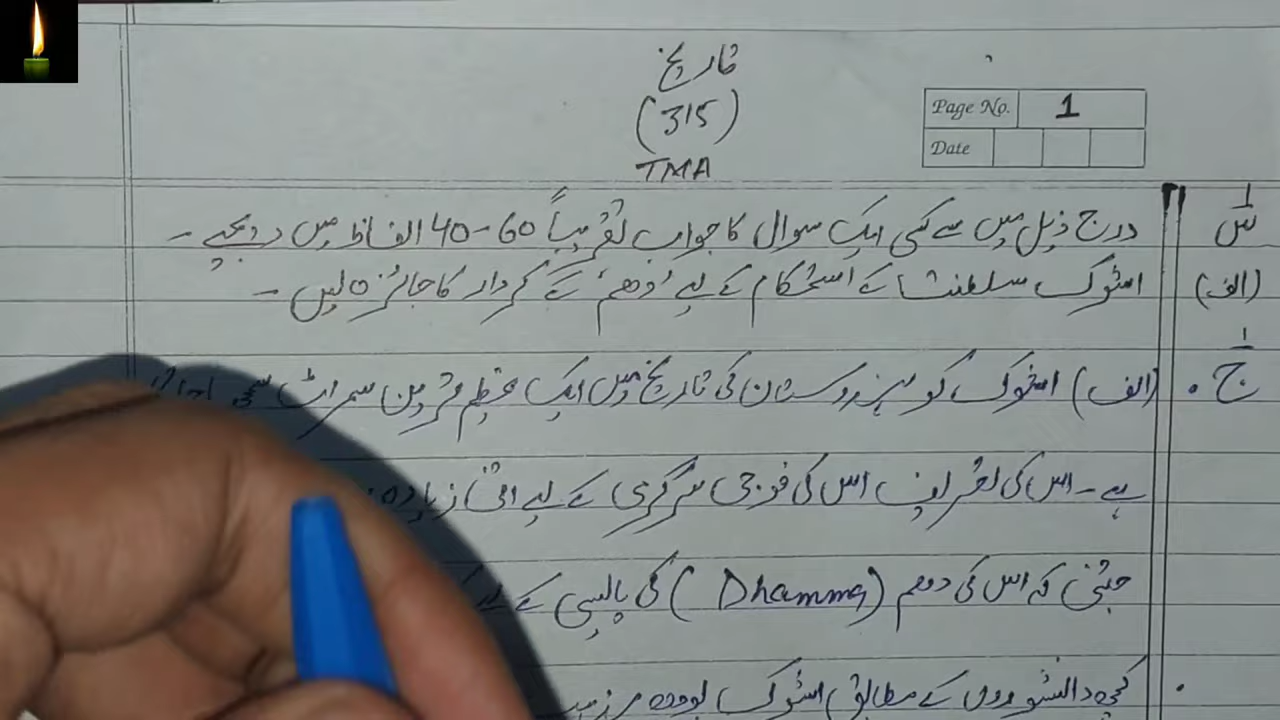 تاریخ
(315)
TMA
Page No. 1
Date
س 1 درج ذیل میں سے کسی ایک سوال کا جواب تقریباً 60-40 الفاظ میں دیجیے۔
(الف) اشوک سلطنت کے استحکام کے لیے 'دھم' کے کردار کا جائزہ لیں۔
ج 1 • (الف) اشوک کو ہندوستان کی تاریخ میں ایک عظیم ترین سمراٹ
ہے۔ اس کی تعریف اس کی فوجی سرگرمی کے لیے اتنی زیادہ
جتنی کہ اس کی دھم (Dhamma) کی پالیسی کے
• کچھ دانشوروں کے مطابق اشوک بودھ